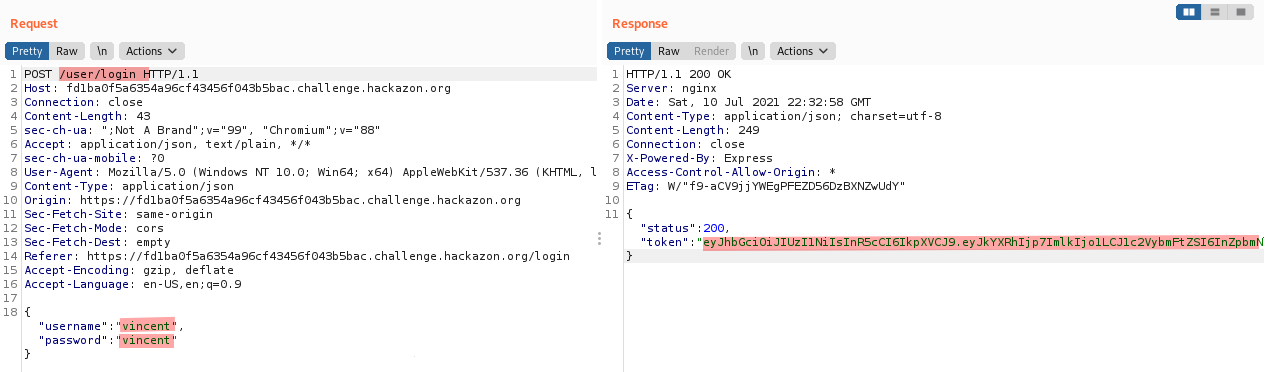 Request
Pretty Raw \n Actions
1 POST /user/login HTTP/1.1
2 Host: fd1ba0f5a6354a96cf43456f043b5bac.challenge.hackazon.org
3 Connection: close
4 Content-Length: 43
5 sec-ch-ua: ";Not A Brand";v="99", "Chromium";v="88"
6 Accept: application/json, text/plain, */*
7 sec-ch-ua-mobile: ?0
8 User-Agent: Mozilla/5.0 (Windows NT 10.0; Win64; x64) AppleWebKit/537.36 (KHTML, l
9 Content-Type: application/json
10 Origin: https://fd1ba0f5a6354a96cf43456f043b5bac.challenge.hackazon.org
11 Sec-Fetch-Site: same-origin
12 Sec-Fetch-Mode: cors
13 Sec-Fetch-Dest: empty
14 Referer: https://fd1ba0f5a6354a96cf43456f043b5bac.challenge.hackazon.org/login
15 Accept-Encoding: gzip, deflate
16 Accept-Language: en-US,en;q=0.9
17
18 {
"username":"vincent",
"password":"vincent"
}
Response
Pretty Raw Render \n Actions
1 HTTP/1.1 200 OK
2 Server: nginx
3 Date: Sat, 10 Jul 2021 22:32:58 GMT
4 Content-Type: application/json; charset=utf-8
5 Content-Length: 249
6 Connection: close
7 X-Powered-By: Express
8 Access-Control-Allow-Origin: *
9 ETag: W/"f9-aCV9jjYWEgPFEZD56DzBXNZwUdY"
10
11 {
"status":200,
"token":"eyJhbGciOiJIUzI1NiIsInR5cCI6IkpXVCJ9.eyJkYXRhIjp7ImlkIjo1LCJ1c2VybmFtZSI6InZpbmN
}